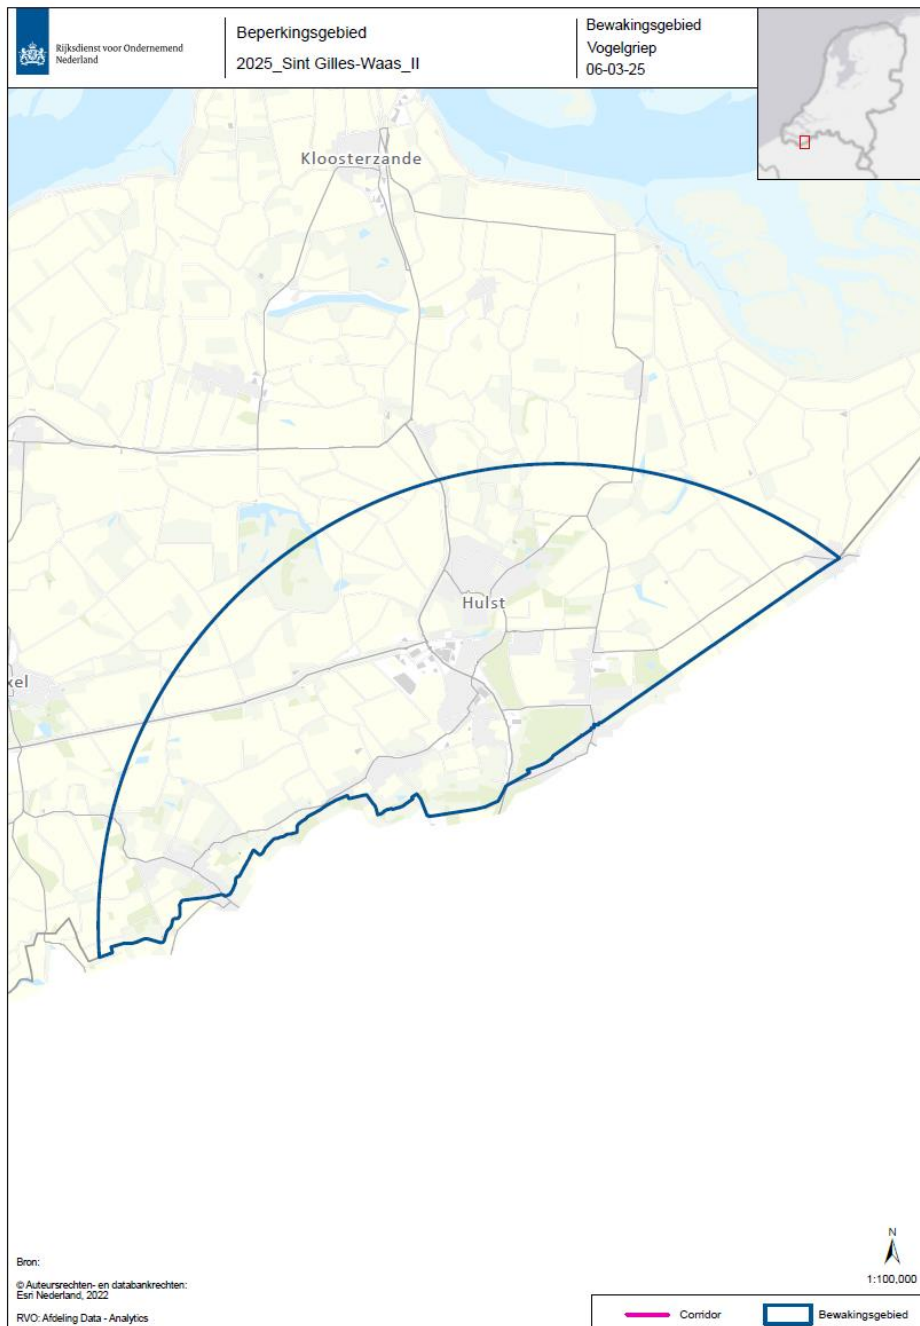 Rijksdienst voor Ondernemend
Nederland
Beperkingsgebied
2025_Sint Gilles-Waas_II
Bewakingsgebied
Vogelgriep
06-03-25
Kloosterzande
Hulst
xel
N
1:100,000
Bron:
© Auteursrechten- en databankrechten:
Esri Nederland, 2022
RVO: Afdeling Data - Analytics
Corridor
Bewakingsgebied